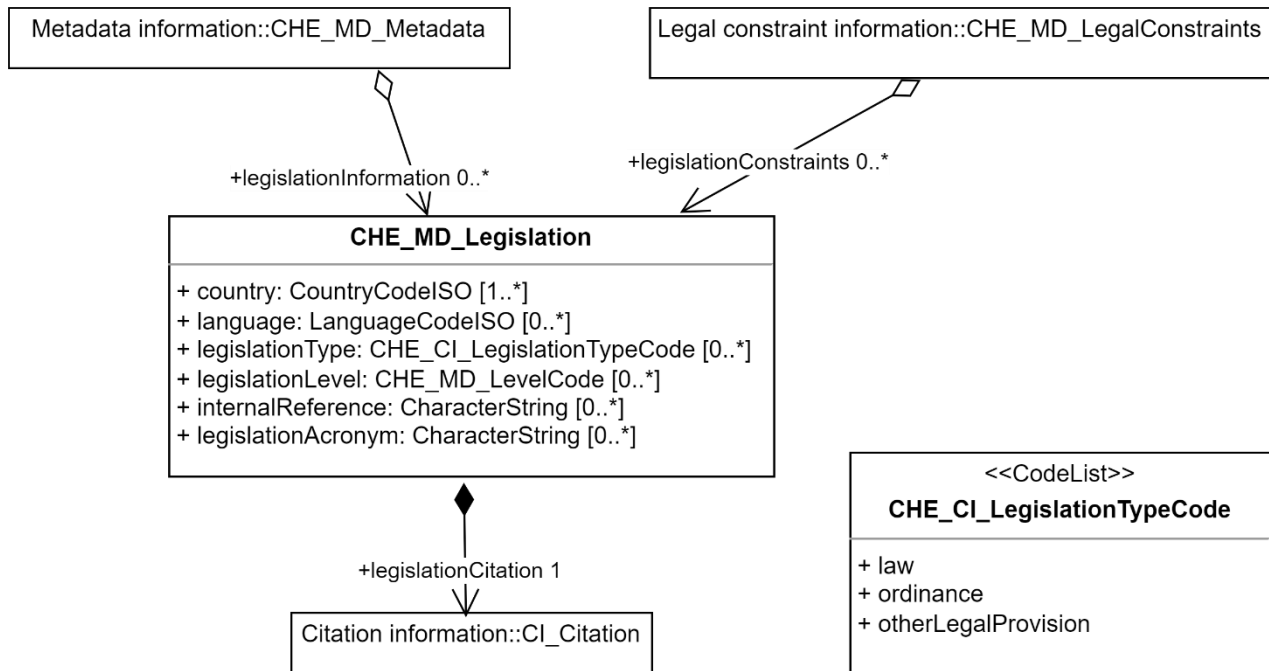 Metadata information::CHE_MD_Metadata
Legal constraint information::CHE_MD_LegalConstraints
+legislationInformation 0..*
+legislationConstraints 0..*
CHE_MD_Legislation
+ country: CountryCodeISO [1..*]
+ language: LanguageCodeISO [0..*]
+ legislationType: CHE_CI_LegislationTypeCode [0..*]
+ legislationLevel: CHE_MD_LevelCode [0..*]
+ internalReference: CharacterString [0..*]
+ legislationAcronym: CharacterString [0..*]
+legislationCitation 1
Citation information::CI_Citation
<<CodeList>>
CHE_CI_LegislationTypeCode
+ law
+ ordinance
+ otherLegalProvision